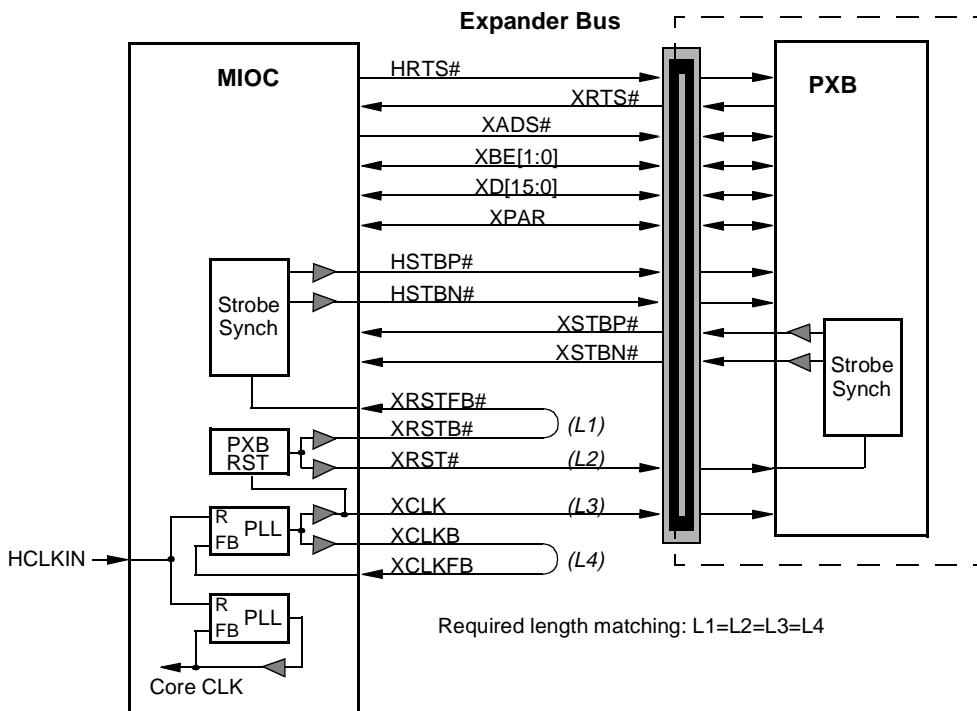 Expander Bus
MIOC
PXB
HRTS#
XRTS#
XADS#
XBE[1:0]
XD[15:0]
XPAR
HSTBP#
HSTBN#
XSTBP#
XSTBN#
Strobe
Synch
Strobe
Synch
XRSTFB#
XRSTB#
(L1)
PXB
RST
XRST#
(L2)
XCLK
(L3)
R
FB
PLL
XCLKB
HCLKIN
XCLKFB
(L4)
R
FB
PLL
Required length matching: L1=L2=L3=L4
Core CLK